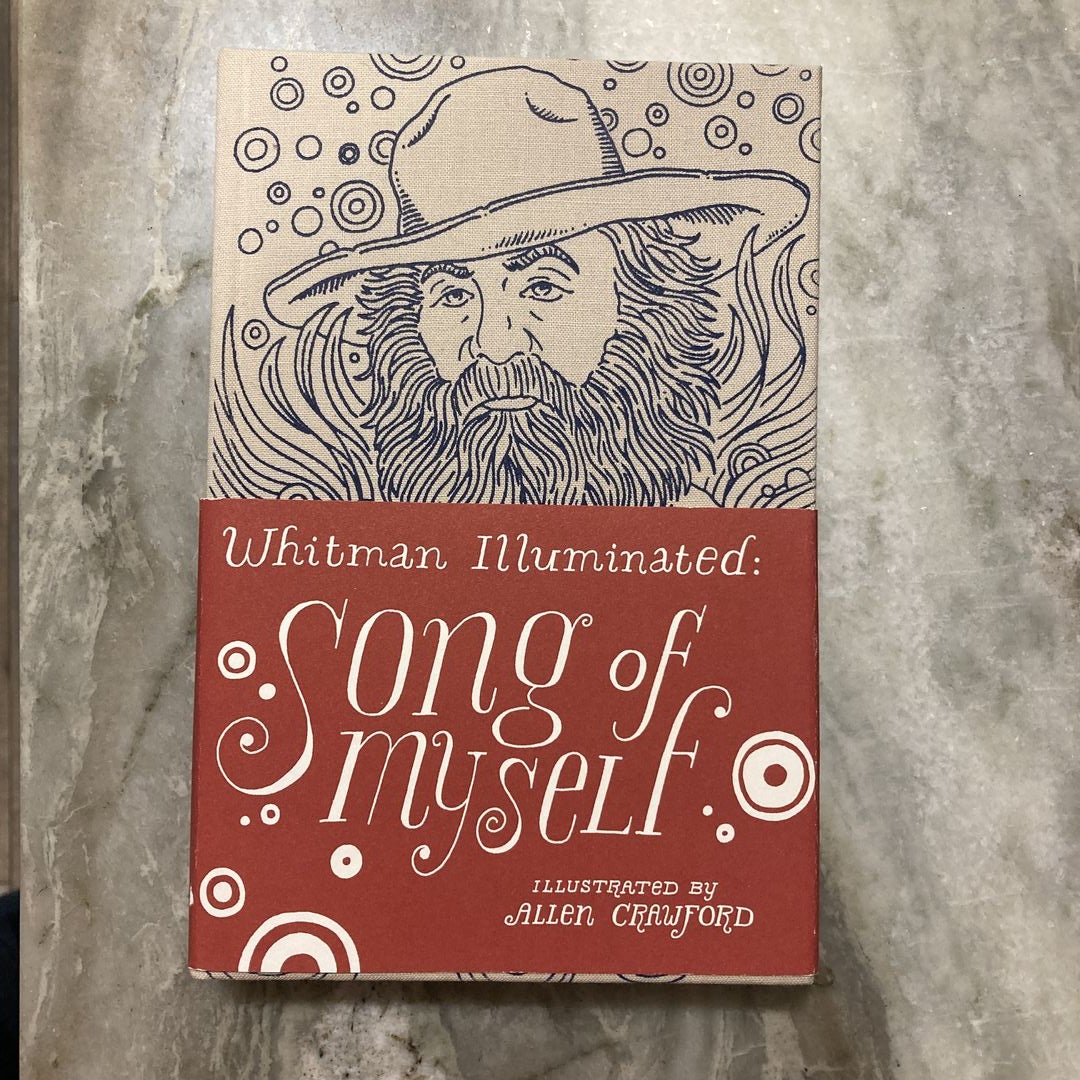 Whitman Illuminated:
Song of
myself
ILLUSTRATED BY
ALLEN CRAWFORD